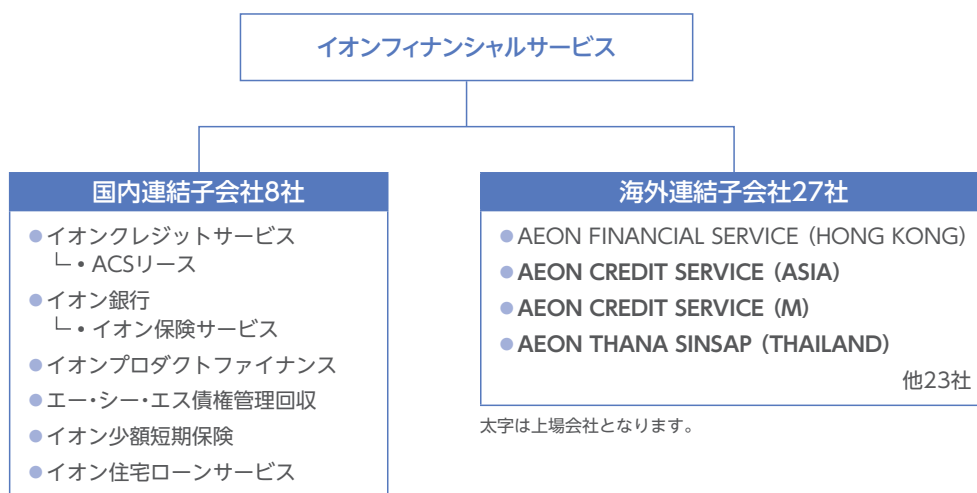 イオンフィナンシャルサービス
国内連結子会社8社
●イオンクレジットサービス
└・ACSリース
●イオン銀行
└・イオン保険サービス
●イオンプロダクトファイナンス
●エー・シー・エス債権管理回収
●イオン少額短期保険
●イオン住宅ローンサービス
海外連結子会社27社
●AEON FINANCIAL SERVICE（HONG KONG）
●AEON CREDIT SERVICE（ASIA）
●AEON CREDIT SERVICE（M）
●AEON THANA SINSAP（THAILAND）
他23社
太字は上場会社となります。